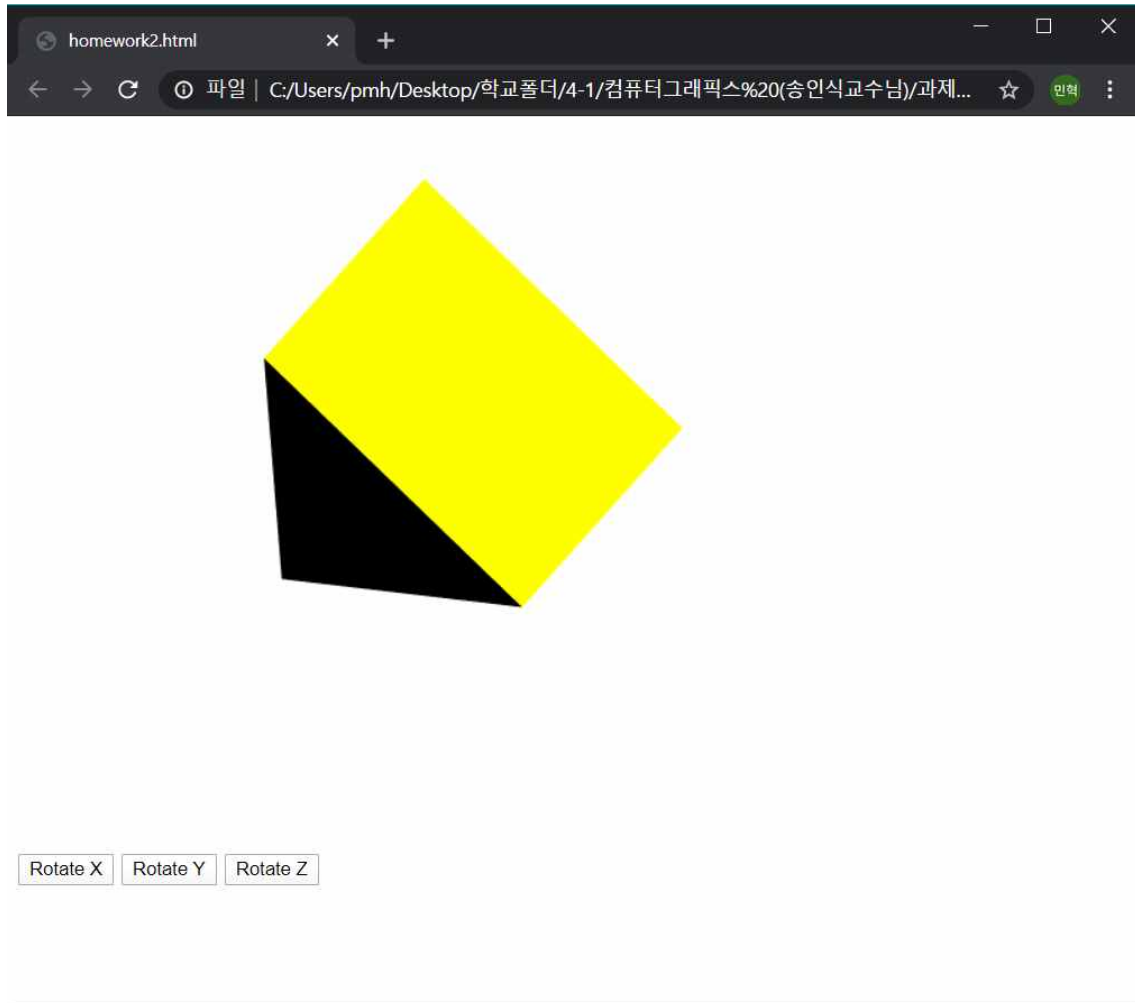 homework2.html
파일 | C:/Users/pmh/Desktop/학교폴더/4-1/컴퓨터그래픽스%20(송인식교수님)/과제...
민혁
Rotate X Rotate Y Rotate Z